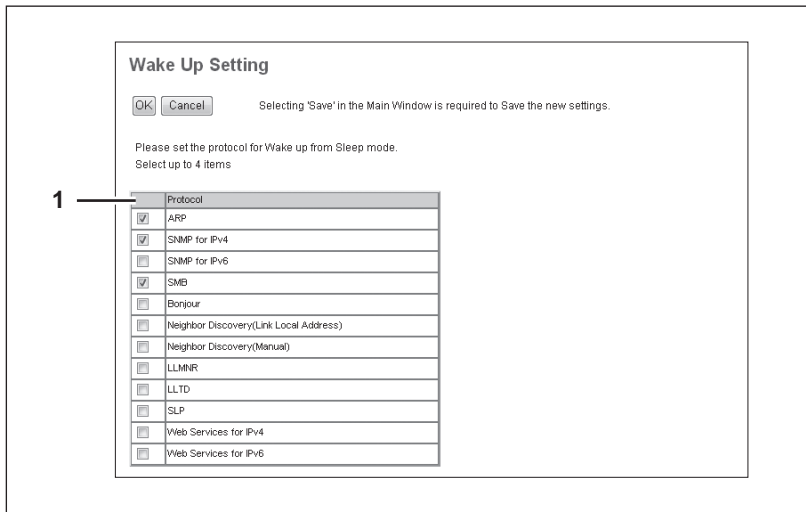 Wake Up Setting
OK Cancel Selecting 'Save' in the Main Window is required to Save the new settings.
Please set the protocol for Wake up from Sleep mode.
Select up to 4 items
1
Protocol
ARP
SNMP for IPv4
SNMP for IPv6
SMB
Bonjour
Neighbor Discovery(Link Local Address)
Neighbor Discovery(Manual)
LLMNR
LLTD
SLP
Web Services for IPv4
Web Services for IPv6